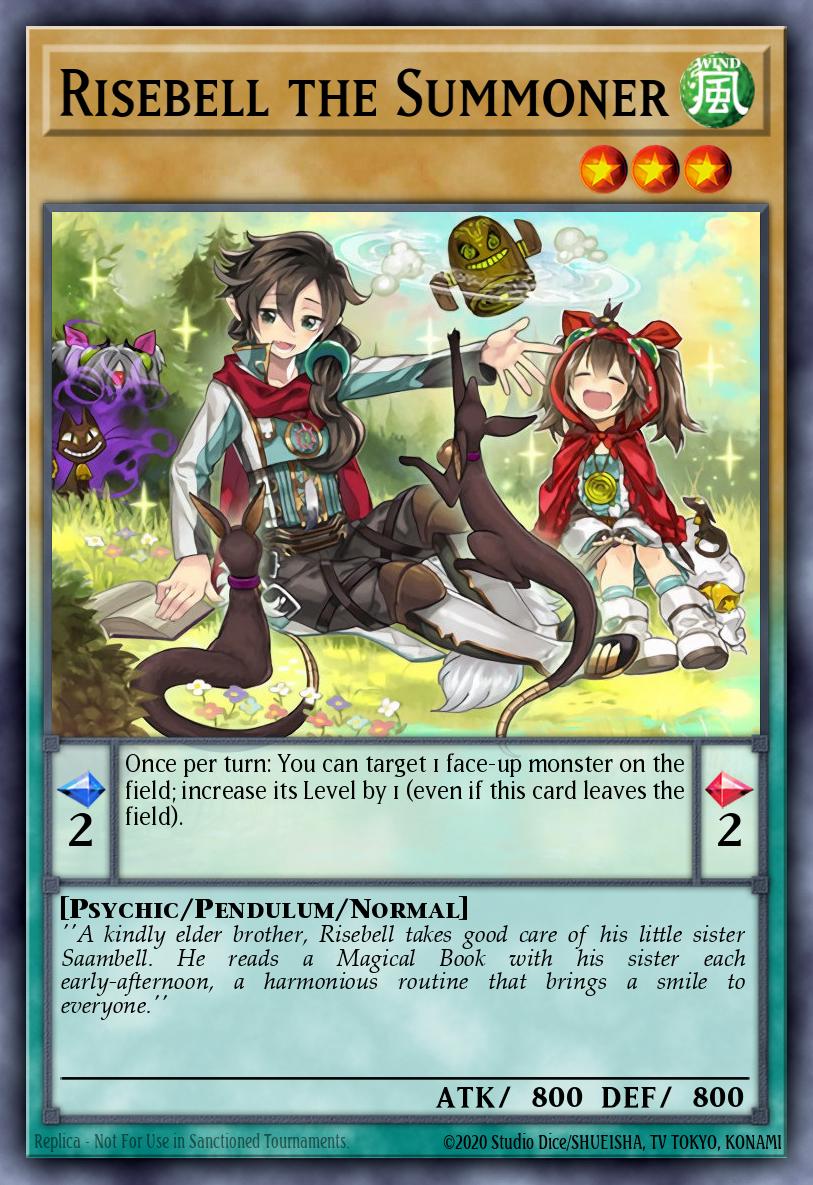 Risebell the Summoner
WIND
風
Once per turn: You can target 1 face-up monster on the
field; increase its Level by 1 (even if this card leaves the
field).
2
2
[Psychic/Pendulum/Normal]
''A kindly elder brother, Risebell takes good care of his little sister
Saambell. He reads a Magical Book with his sister each
early-afternoon, a harmonious routine that brings a smile to
everyone.''
ATK/ 800 DEF/ 800
Replica - Not For Use in Sanctioned Tournaments.
©2020 Studio Dice/SHUEISHA, TV TOKYO, KONAMI